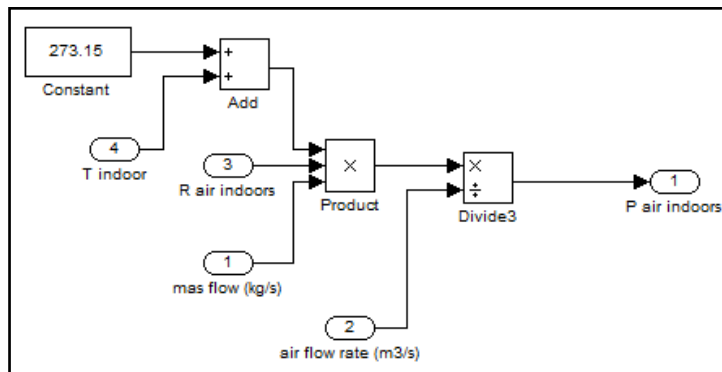 273.15
Constant
+
+
Add
4
T indoor
3
R air indoors
×
Product
×
÷
Divide3
1
P air indoors
1
mas flow (kg/s)
2
air flow rate (m3/s)